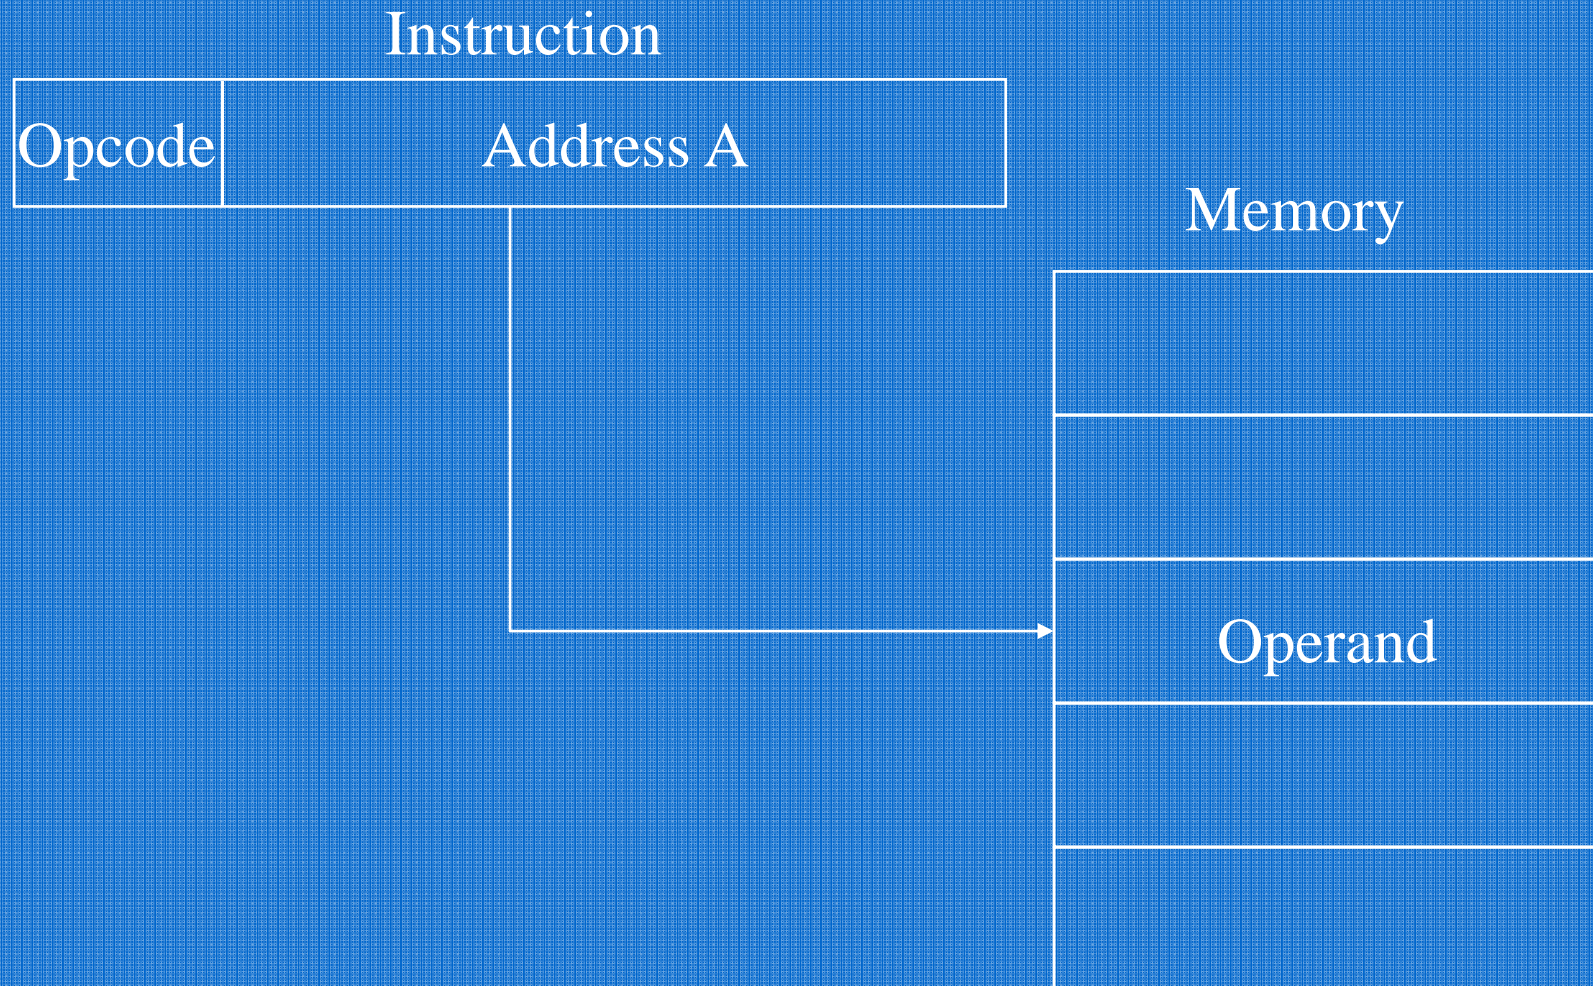 Instruction
Opcode
Address A
Memory
Operand